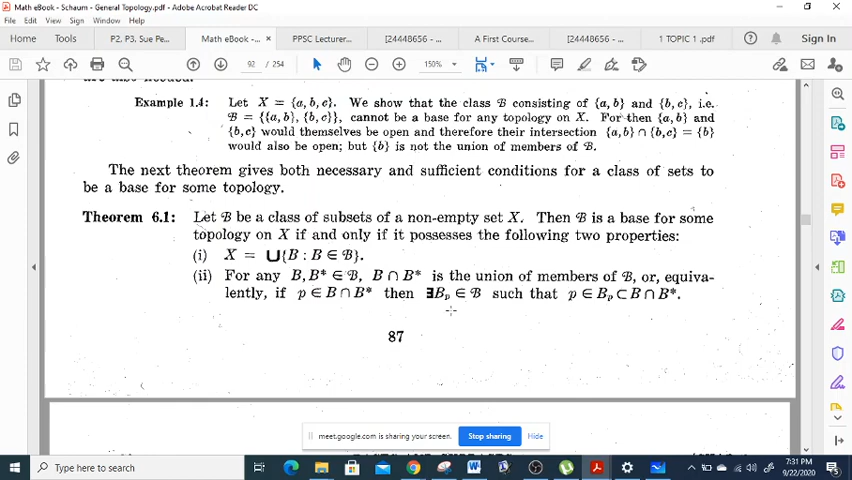 Math eBook - Schaum - General Topology.pdf - Adobe Acrobat Reader DC
File Edit View Sign Window Help
Home Tools P2. P3. Sue Pe... Math eBook - ... × PPSC Lecturer... [24448656 - ... A First Course... [24448656 - ... 1 TOPIC 1 .pdf Sign In
92 / 254 150%
are also needed.
Example 1.4: Let X = {a, b, c}. We show that the class ℬ consisting of {a, b} and {b, c}, i.e.
ℬ = {{a, b}, {b, c}}, cannot be a base for any topology on X. For then {a, b} and
{b, c} would themselves be open and therefore their intersection {a, b} ∩ {b, c} = {b}
would also be open; but {b} is not the union of members of ℬ.
The next theorem gives both necessary and sufficient conditions for a class of sets to
be a base for some topology.
Theorem 6.1: Let ℬ be a class of subsets of a non-empty set X. Then ℬ is a base for some
topology on X if and only if it possesses the following two properties:
(i) X = ∪{B : B ∈ ℬ}.
(ii) For any B, B* ∈ ℬ, B ∩ B* is the union of members of ℬ, or, equiva-
lently, if p ∈ B ∩ B* then ∃Bₚ ∈ ℬ such that p ∈ Bₚ ⊂ B ∩ B*.
87
meet.google.com is sharing your screen. Stop sharing Hide
Type here to search
7:31 PM
9/22/2020